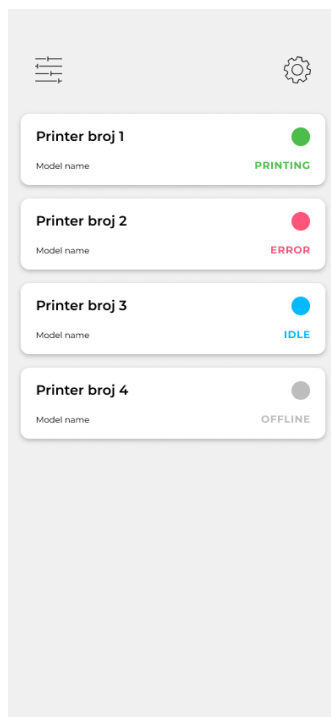 Printer broj 1
Model name PRINTING
Printer broj 2
Model name ERROR
Printer broj 3
Model name IDLE
Printer broj 4
Model name OFFLINE